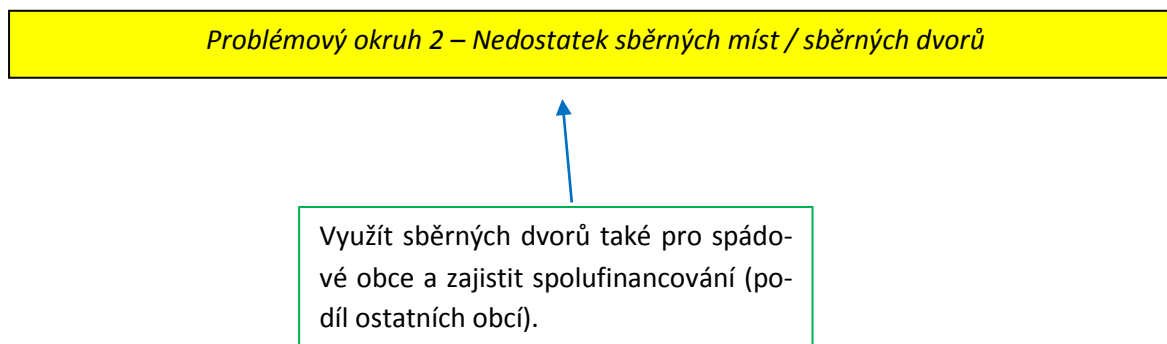 Problémový okruh 2 – Nedostatek sběrných míst / sběrných dvorů
Využít sběrných dvorů také pro spádo-
vé obce a zajistit spolufinancování (po-
díl ostatních obcí).